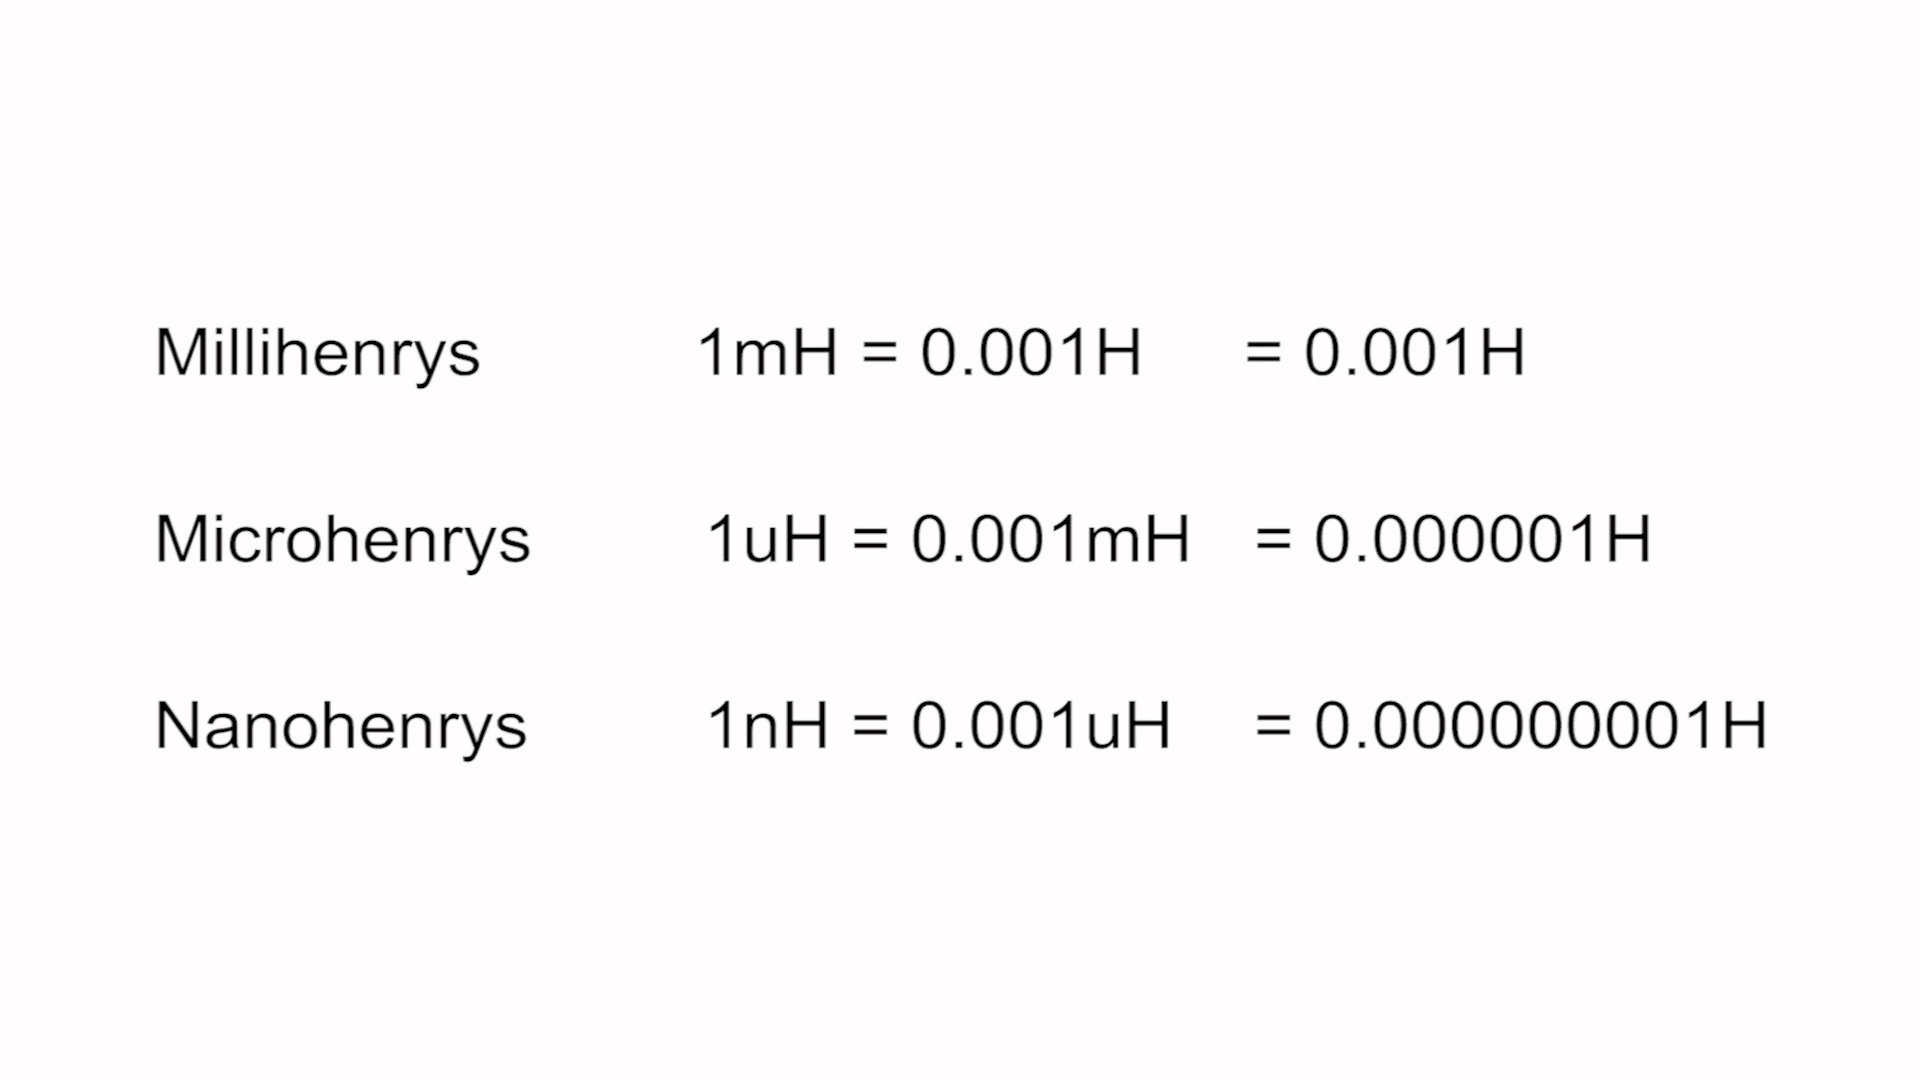 Millihenrys 1mH = 0.001H = 0.001H
Microhenrys 1uH = 0.001mH = 0.000001H
Nanohenrys 1nH = 0.001uH = 0.000000001H